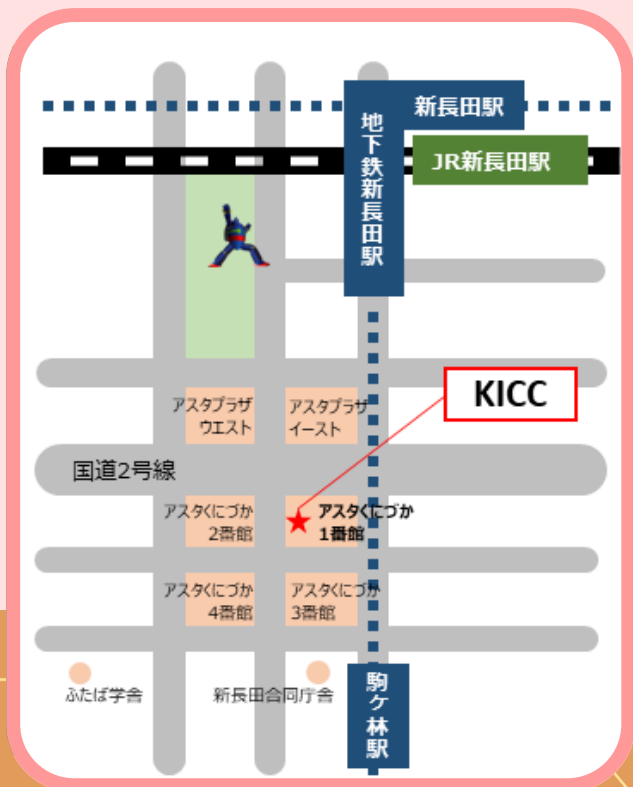 新長田駅
地下鉄新長田駅
JR新長田駅
KICC
アスタプラザ
ウエスト
アスタプラザ
イースト
国道2号線
アスタくにづか
2番館
アスタくにづか
1番館
アスタくにづか
4番館
アスタくにづか
3番館
ふたば学舎
新長田合同庁舎
駒ケ林駅